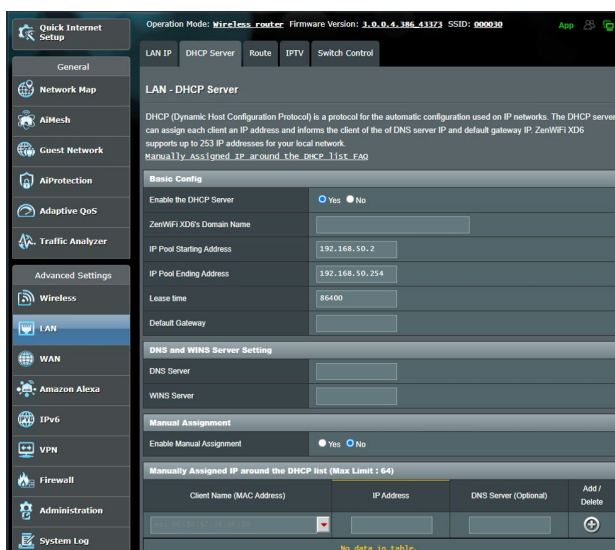 Quick Internet
Setup
General
Network Map
AiMesh
Guest Network
AiProtection
Adaptive QoS
Traffic Analyzer
Advanced Settings
Wireless
LAN
WAN
Amazon Alexa
IPv6
VPN
Firewall
Administration
System Log
Operation Mode: Wireless router Firmware Version: 3.0.0.4.386_43373 SSID: 000030
App
LAN IP DHCP Server Route IPTV Switch Control
LAN - DHCP Server
DHCP (Dynamic Host Configuration Protocol) is a protocol for the automatic configuration used on IP networks. The DHCP server
can assign each client an IP address and informs the client of the of DNS server IP and default gateway IP. ZenWiFi XD6
supports up to 253 IP addresses for your local network.
Manually Assigned IP around the DHCP list FAQ
Basic Config
Enable the DHCP Server Yes No
ZenWiFi XD6's Domain Name
IP Pool Starting Address 192.168.50.2
IP Pool Ending Address 192.168.50.254
Lease time 86400
Default Gateway
DNS and WINS Server Setting
DNS Server
WINS Server
Manual Assignment
Enable Manual Assignment Yes No
Manually Assigned IP around the DHCP list (Max Limit : 64)
Client Name (MAC Address) IP Address DNS Server (Optional) Add /
Delete
No data in table.